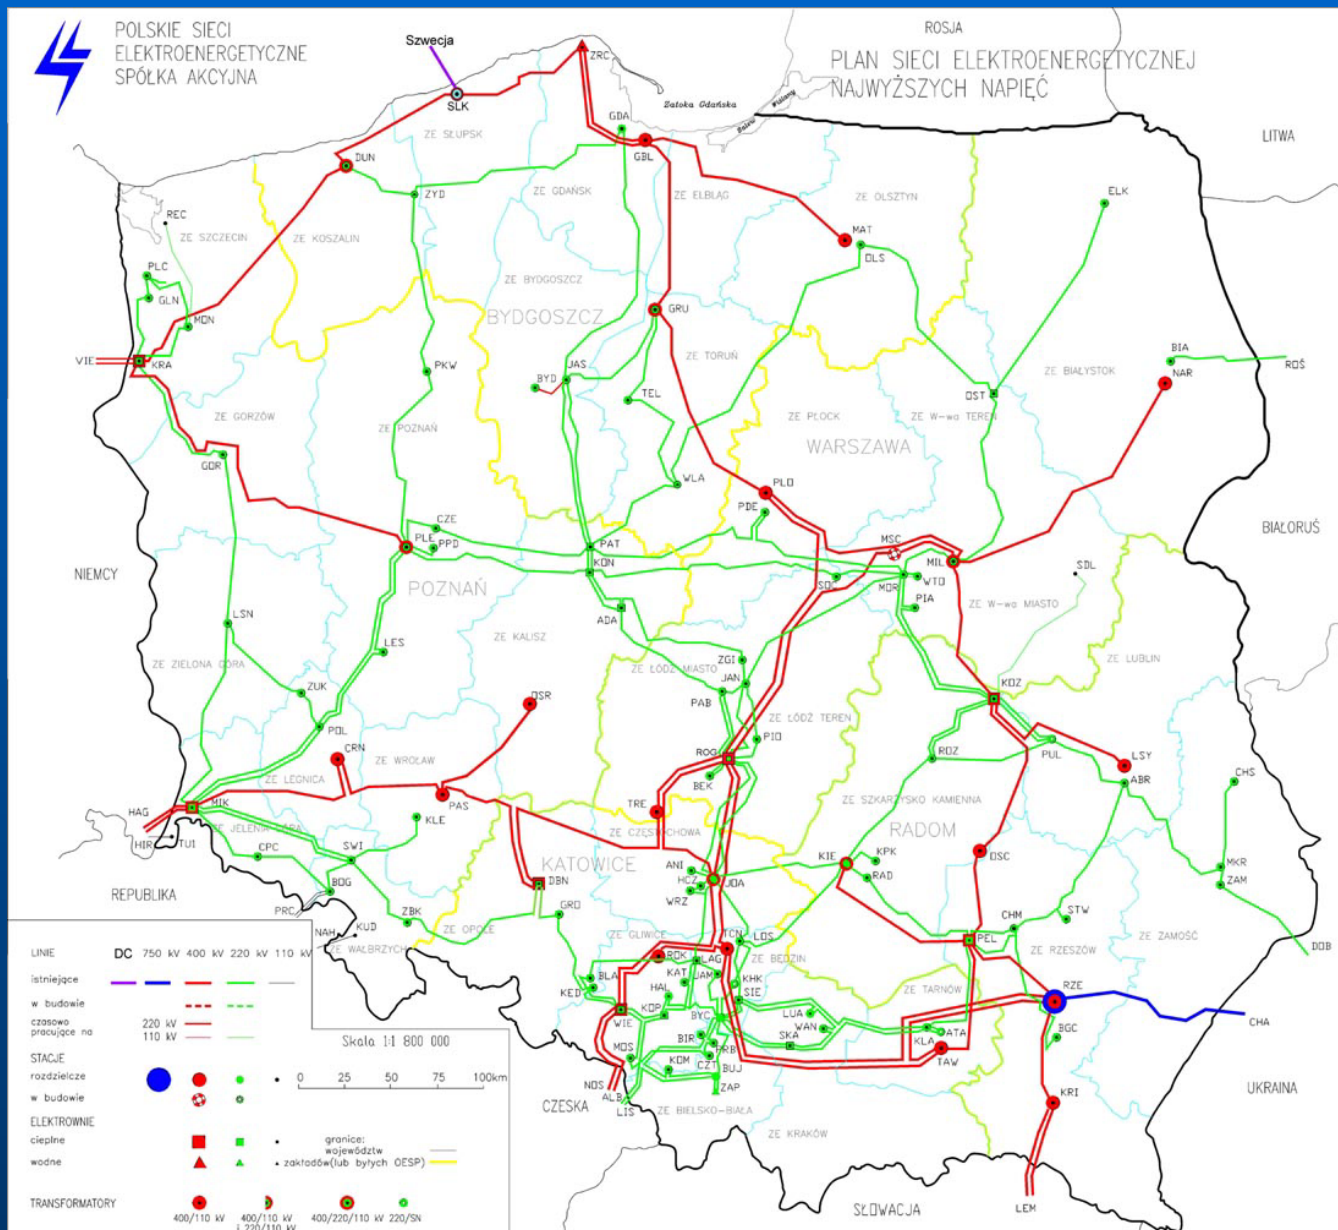 POLSKIE SIECI
ELEKTROENERGETYCZNE
SPÓŁKA AKCYJNA
Szwecja
ROSJA
PLAN SIECI ELEKTROENERGETYCZNEJ
NAJWYŻSZYCH NAPIĘĆ
ZRC
SLK
Zatoka Gdańska
Zalew Wiślany
GDA
GBL
LITWA
ZE SŁUPSK
DUN
ZYD
ZE GDAŃSK
ZE ELBLĄG
ZE OLSZTYN
ELK
REC
ZE SZCZECIN
ZE KOSZALIN
MAT
OLS
PLC
GLN
MON
ZE BYDGOSZCZ
BYDGOSZCZ
GRU
VIE
KRA
PKW
JAS
BYD
TEL
ZE TORUŃ
ZE BIAŁYSTOK
BIA
NAR
ROŚ
OST
ZE GORZÓW
ZE POZNAŃ
ZE PŁOCK
ZE W-wa TEREN
WARSZAWA
GOR
WLA
PLO
PDE
CZE
PLE
PPD
PAT
KON
MSC
MIL
BIAŁORUŚ
NIEMCY
POZNAŃ
SOC
MOR
WTO
PIA
SDL
ZE W-wa MIASTO
ADA
LSN
LES
ZE KALISZ
ZE ZIELONA GÓRA
ZGI
ZE ŁÓDŹ MIASTO
JAN
PAB
ZE LUBLIN
KOZ
ZUK
POL
OSR
ZE ŁÓDŹ TEREN
PIO
ROG
ROZ
PUL
CRN
ZE WROŁAW
ZE LEGNICA
BEK
LSY
ABR
CHS
MIK
PAS
TRE
ZE SZKARZYSKO KAMIENNA
HAG
HIR
TUI
ZE JELENIA GÓRA
KLE
ZE CZĘSTOCHOWA
RADOM
CPC
SWI
KATOWICE
ANI
HCZ
WRZ
JOA
KIE
KPK
RAD
OSC
MKR
ZAM
REPUBLIKA
BOG
PRC
DBN
GRO
ZBK
ZE OPOLE
NAH
KUD
ZE WAŁBRZYCH
ZE GLIWICE
TCN
LOS
ZE BĘDZIN
PEL
CHM
STW
ZE RZESZÓW
ZE ZAMOŚĆ
DOB
ROK
LAG
KAT
JAM
KHK
BLA
KED
HAL
KOP
SIE
ZE TARNÓW
RZE
CHA
WIE
BYC
LUA
WAN
KLA
ATA
BGC
BIR
HRB
SKA
TAW
MOS
KOM
CZT
BUJ
ZAP
NOS
ALB
LIS
CZESKA
ZE BIELSKO-BIAŁA
ZE KRAKÓW
KRI
UKRAINA
LEM
SŁOWACJA
LINIE DC 750 kV 400 kV 220 kV 110 kV
istniejące
w budowie
czasowo
pracujące na
220 kV
110 kV
Skala 1:1 800 000
STACJE
rozdzielcze
0 25 50 75 100km
w budowie
ELEKTROWNIE
cieplne
granice:
województw
wodne
zakładów(lub byłych OESP)
TRANSFORMATORY
400/110 kV
400/110 kV
i 220/110 kV
400/220/110 kV
220/SN